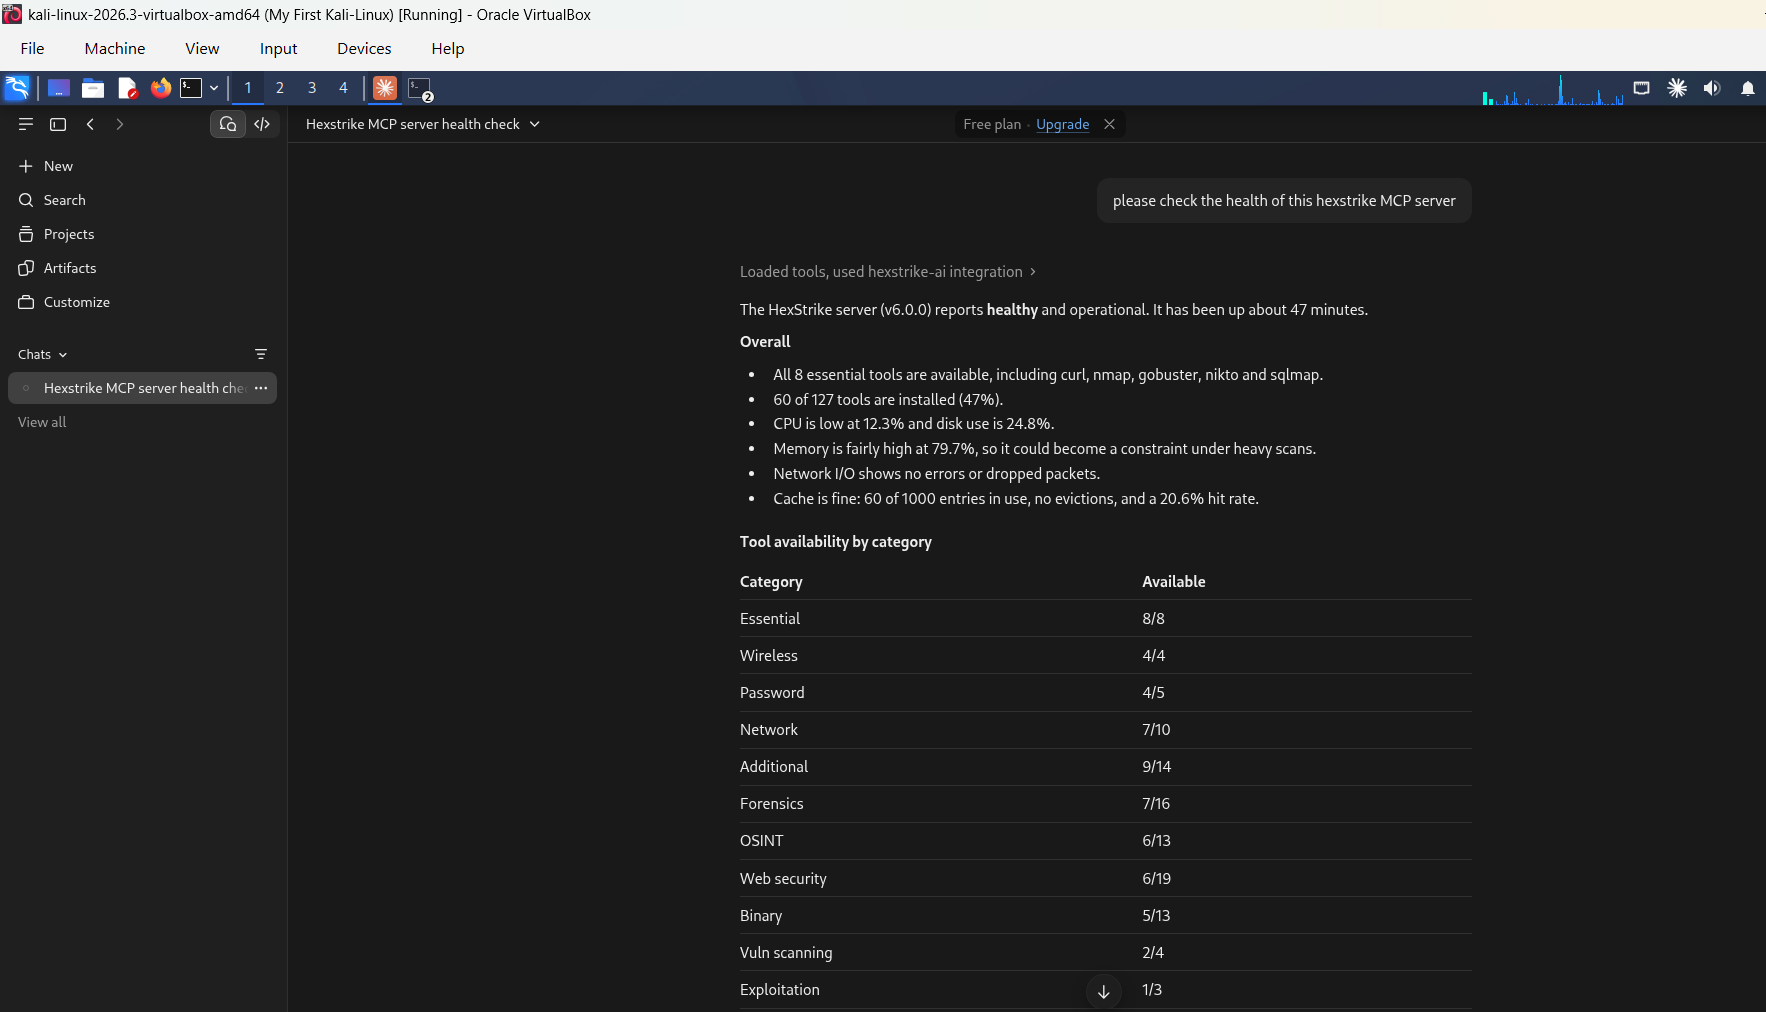 kali-linux-2026.3-virtualbox-amd64 (My First Kali-Linux) [Running] - Oracle VirtualBox
File Machine View Input Devices Help
1 2 3 4 2
Hexstrike MCP server health check
Free plan · Upgrade
New
Search
Projects
Artifacts
Customize
Chats
Hexstrike MCP server health chec
View all
please check the health of this hexstrike MCP server
Loaded tools, used hexstrike-ai integration
The HexStrike server (v6.0.0) reports healthy and operational. It has been up about 47 minutes.
Overall
• All 8 essential tools are available, including curl, nmap, gobuster, nikto and sqlmap.
• 60 of 127 tools are installed (47%).
• CPU is low at 12.3% and disk use is 24.8%.
• Memory is fairly high at 79.7%, so it could become a constraint under heavy scans.
• Network I/O shows no errors or dropped packets.
• Cache is fine: 60 of 1000 entries in use, no evictions, and a 20.6% hit rate.
Tool availability by category
Category Available
Essential 8/8
Wireless 4/4
Password 4/5
Network 7/10
Additional 9/14
Forensics 7/16
OSINT 6/13
Web security 6/19
Binary 5/13
Vuln scanning 2/4
Exploitation 1/3